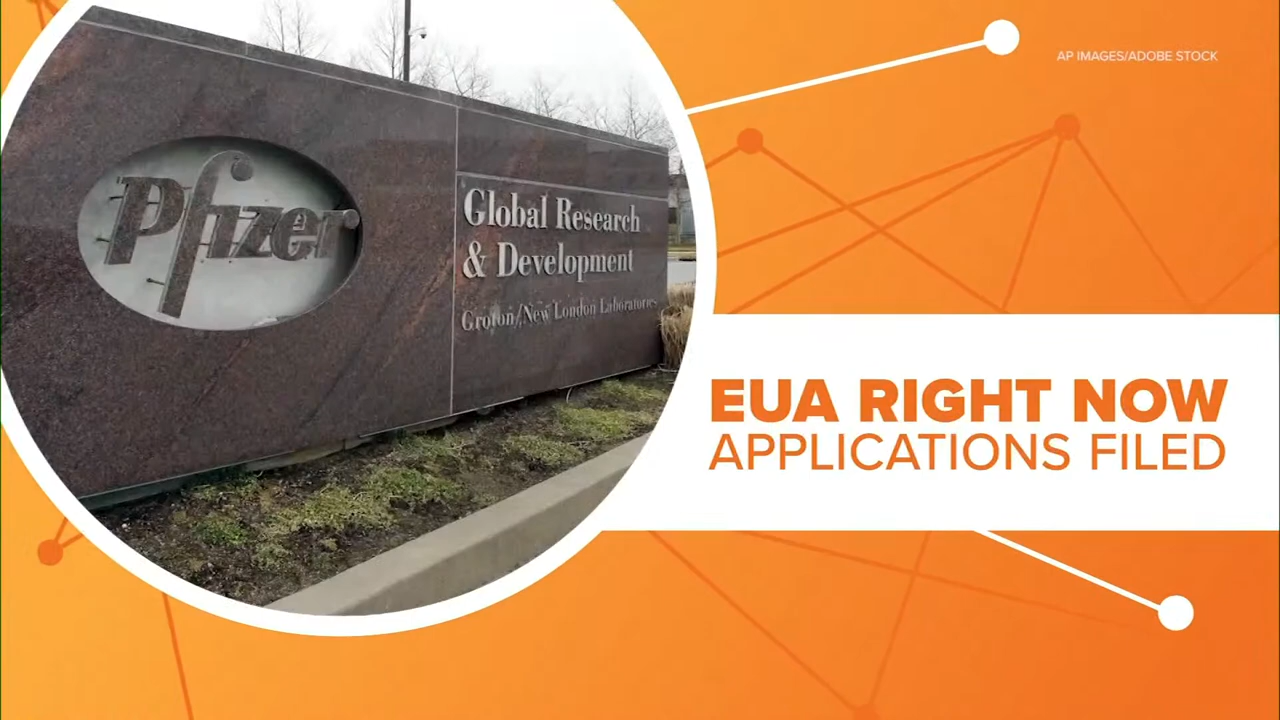 AP IMAGES/ADOBE STOCK
Pfizer
Global Research
& Development
Groton/New London Laboratories
EUA RIGHT NOW
APPLICATIONS FILED